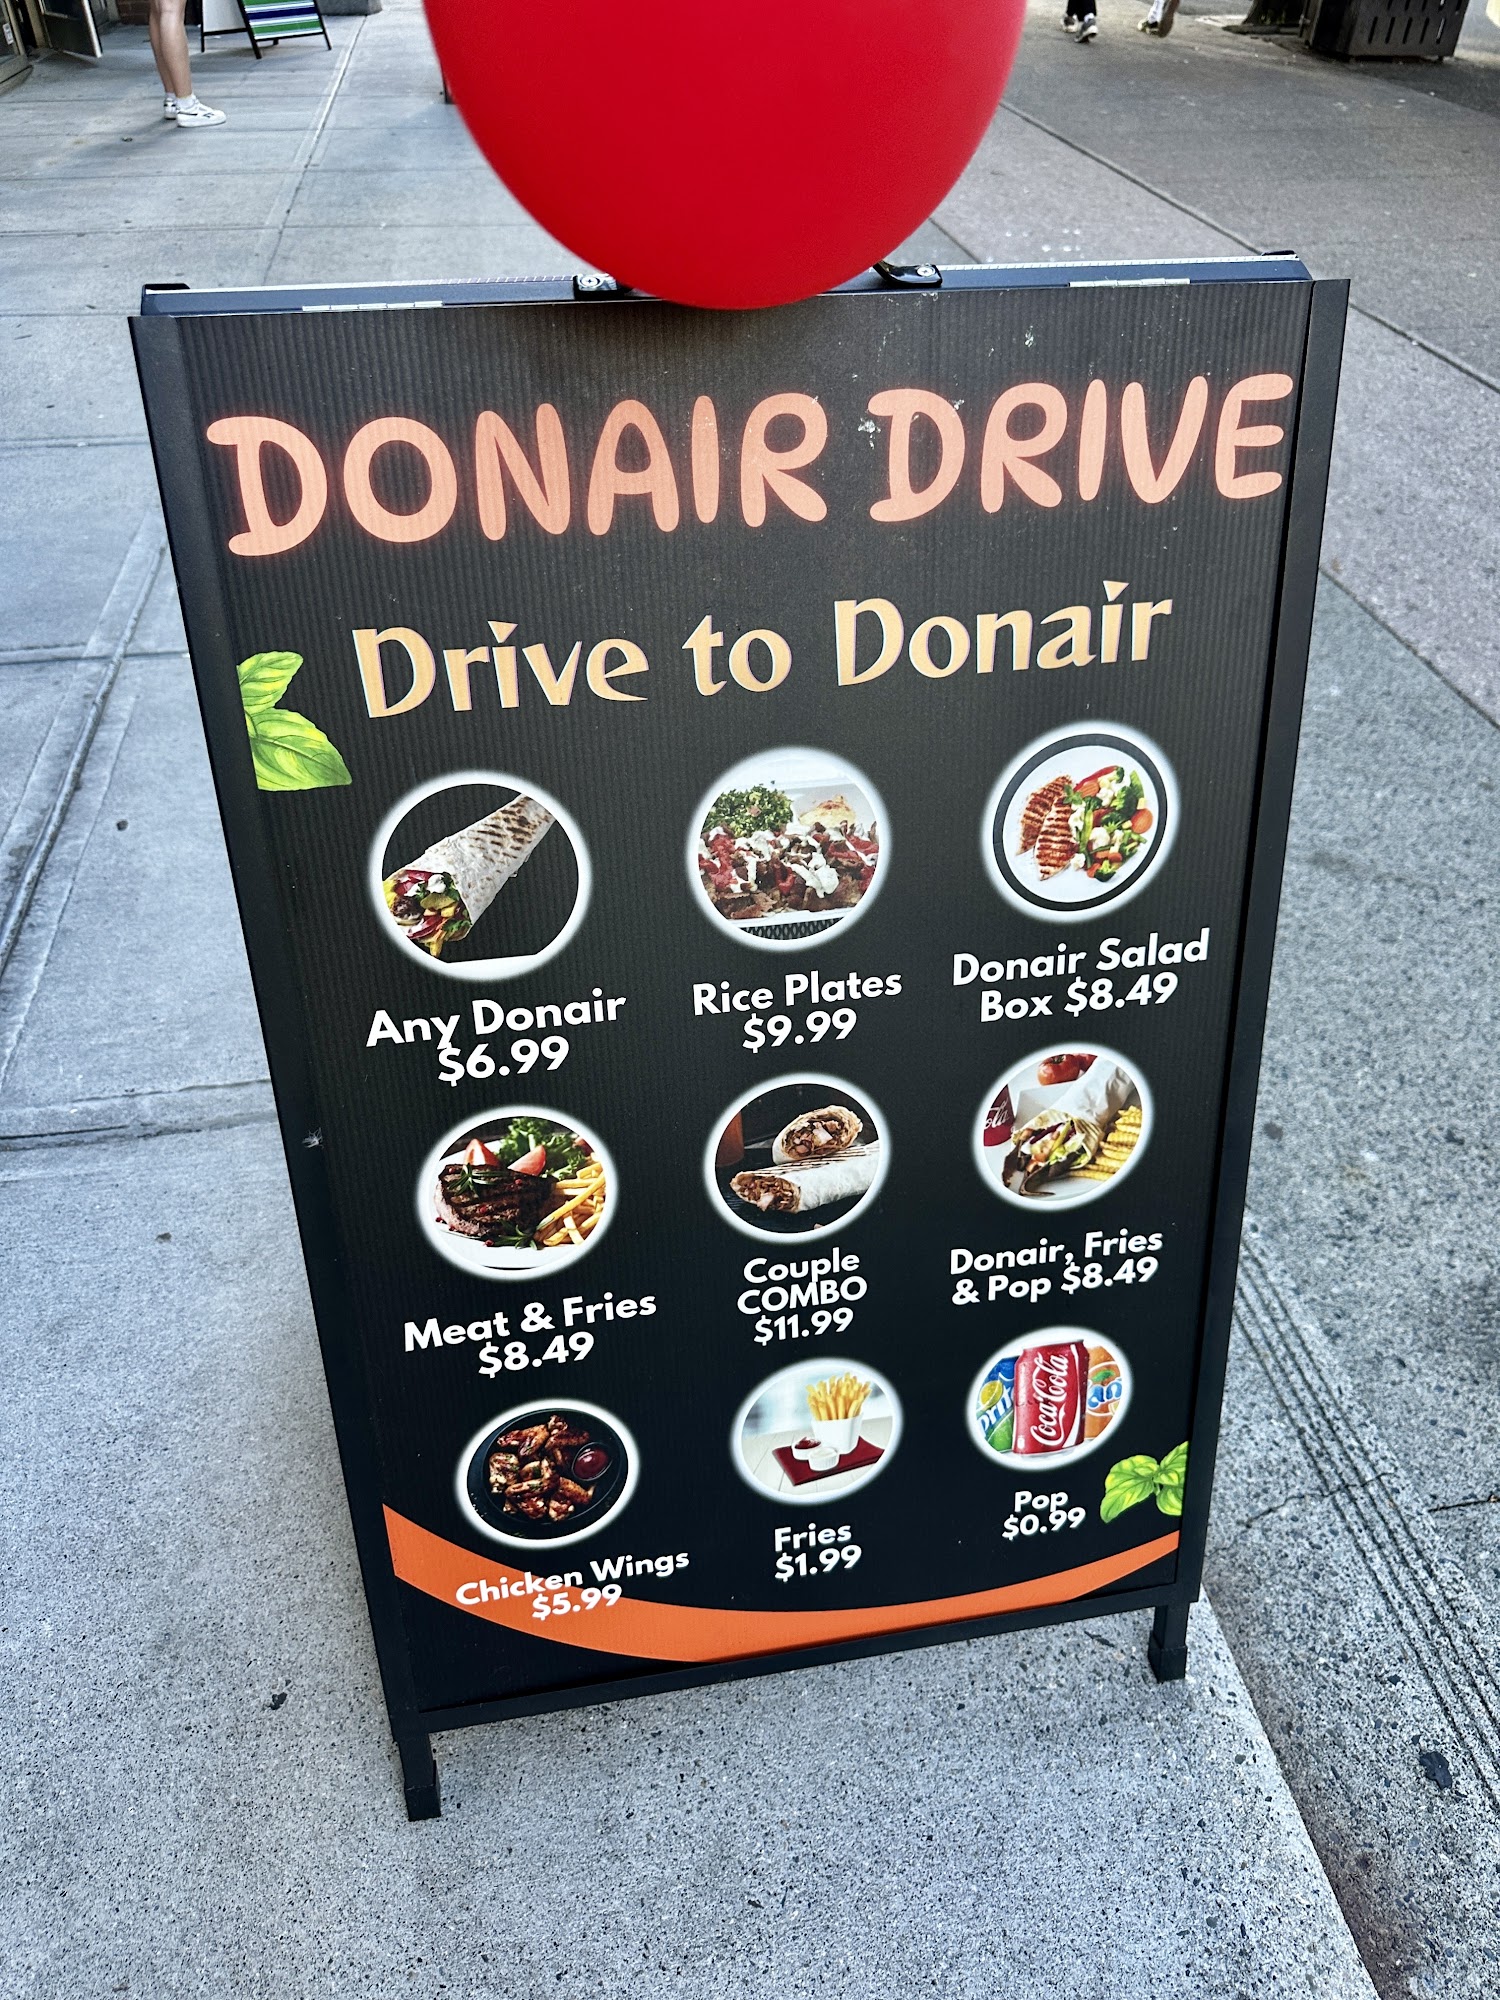 DONAIR DRIVE
Drive to Donair
Any Donair
$6.99
Rice Plates
$9.99
Donair Salad
Box $8.49
Meat & Fries
$8.49
Couple
COMBO
$11.99
Donair, Fries
& Pop $8.49
Chicken Wings
$5.99
Fries
$1.99
Coca-Cola
Pop
$0.99